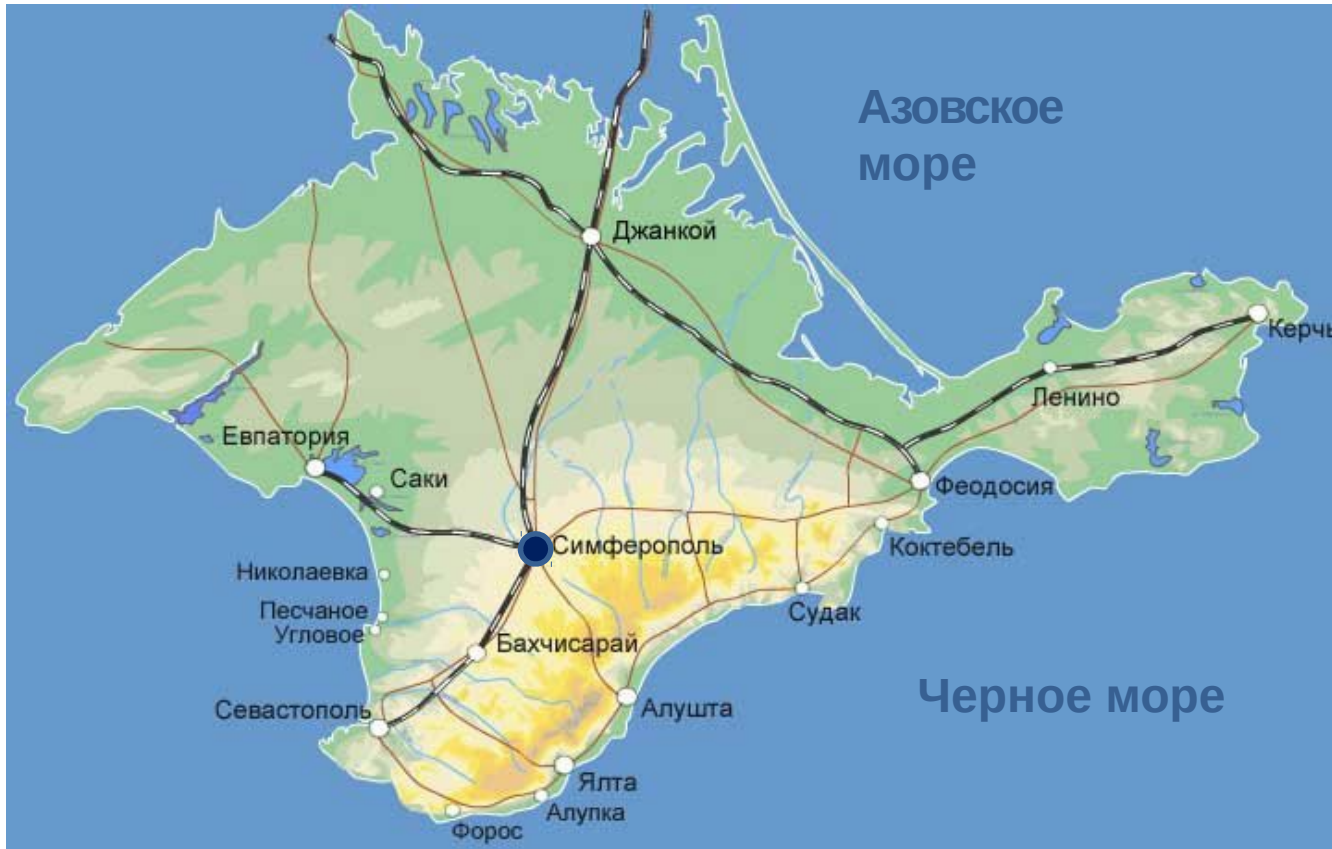 Азовское
море
Джанкой
Керчь
Ленино
Евпатория
Саки
Феодосия
Симферополь
Коктебель
Николаевка
Песчаное
Угловое
Судак
Бахчисарай
Черное море
Севастополь
Алушта
Ялта
Алупка
Форос